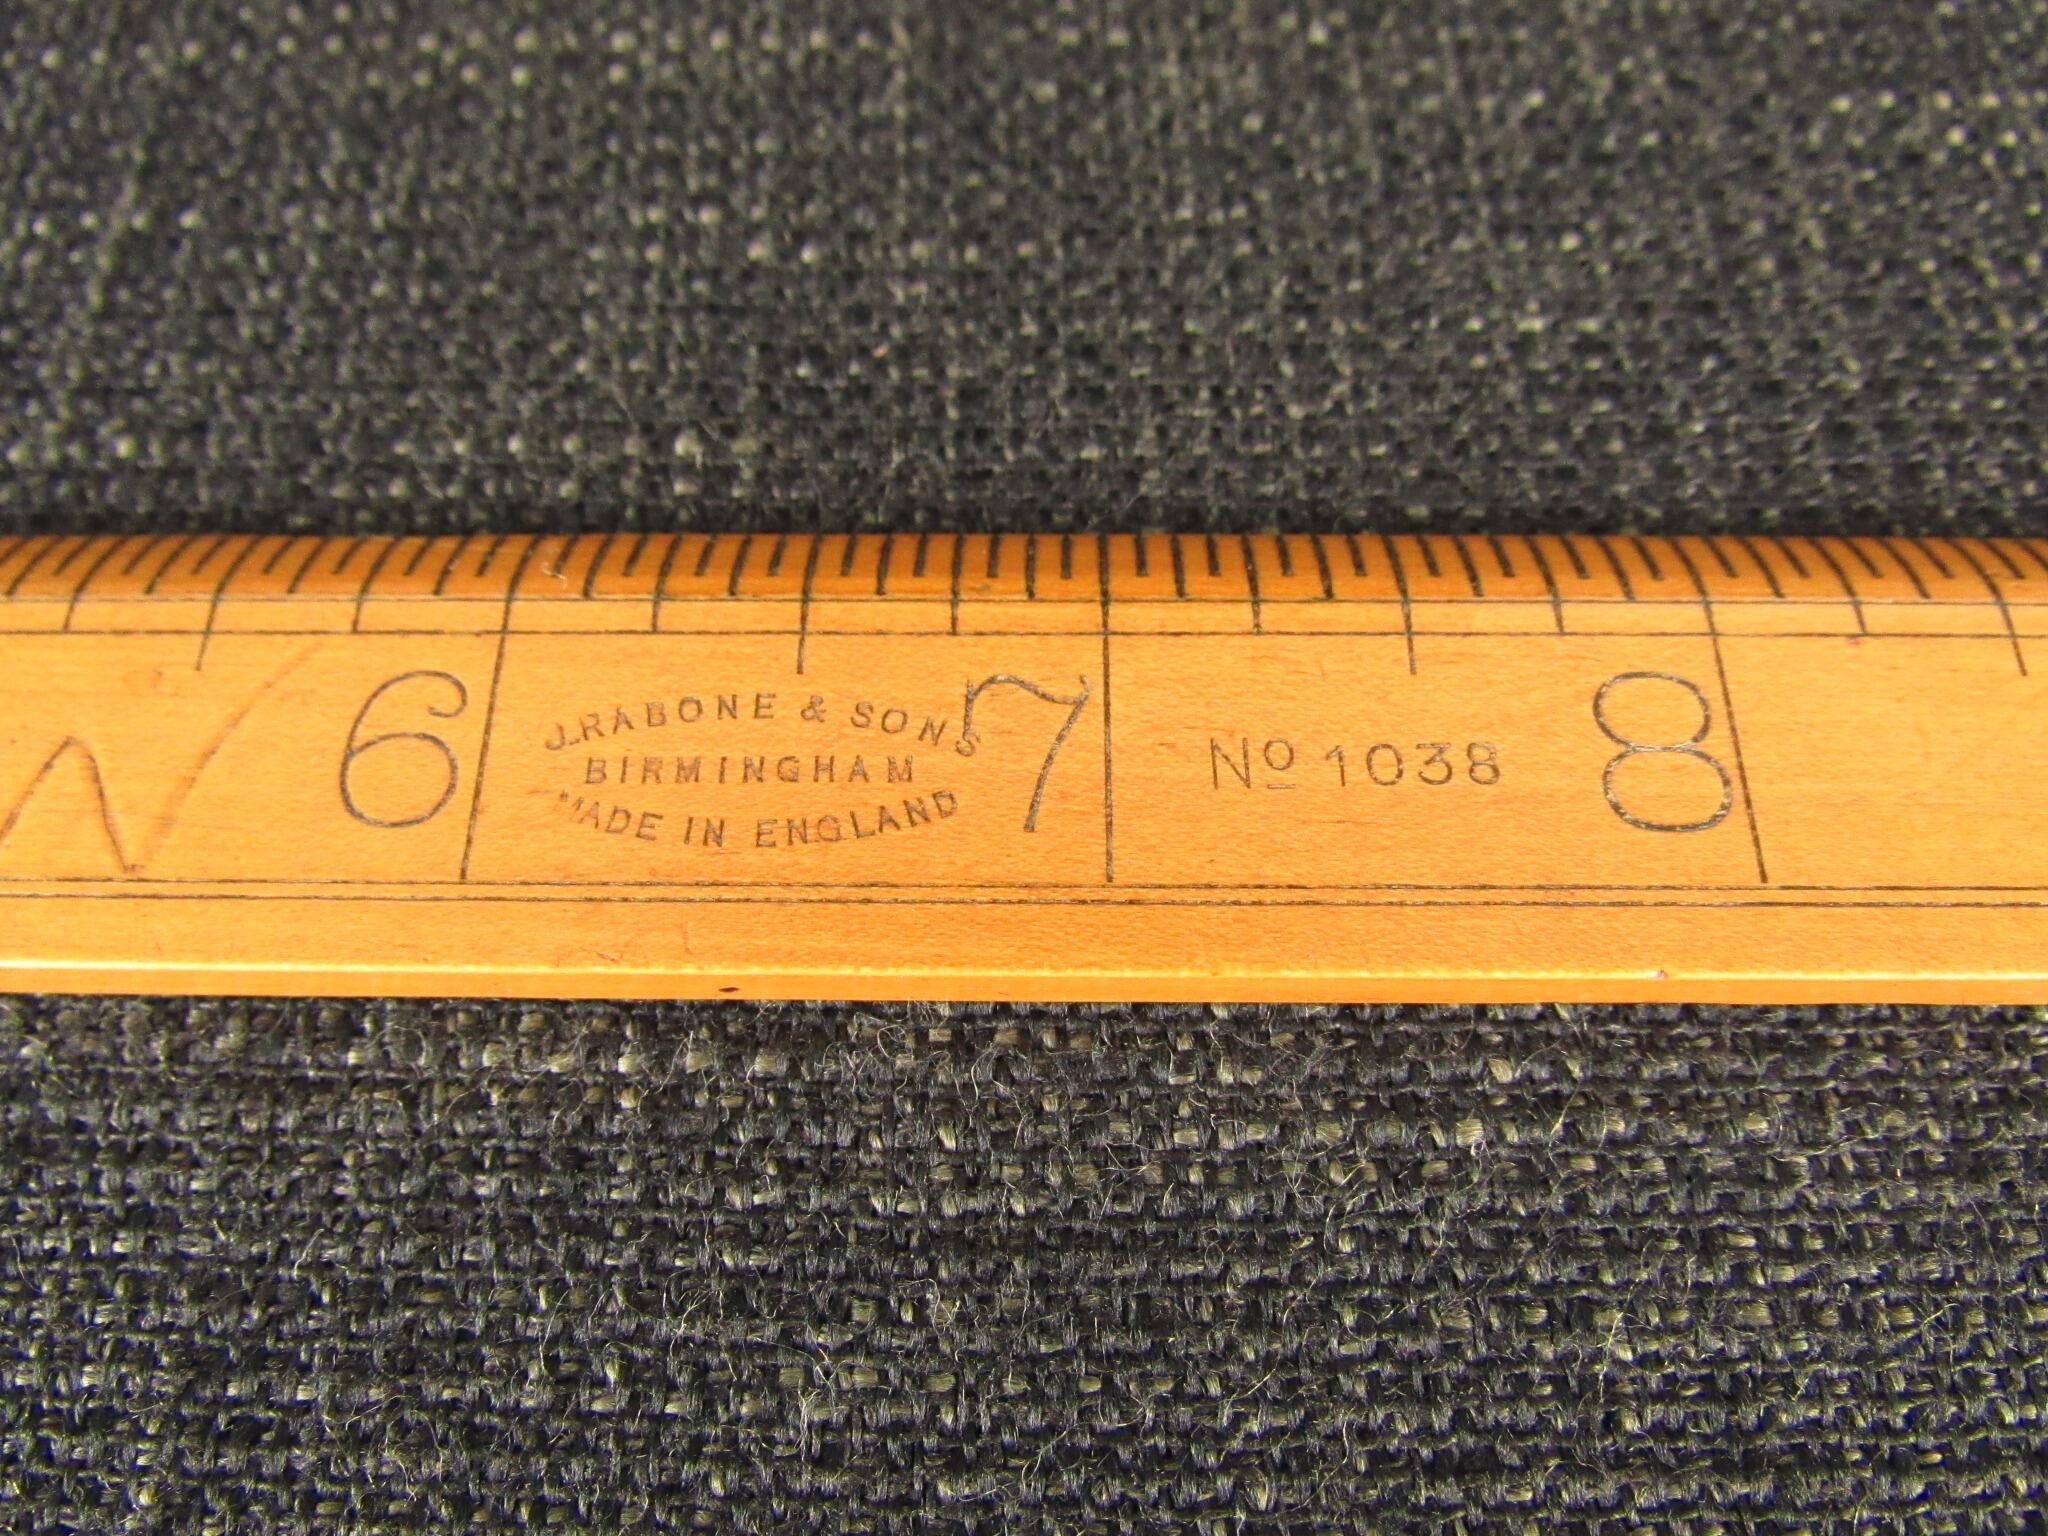 6 7 8
J. RABONE & SONS
BIRMINGHAM
MADE IN ENGLAND
No 1038